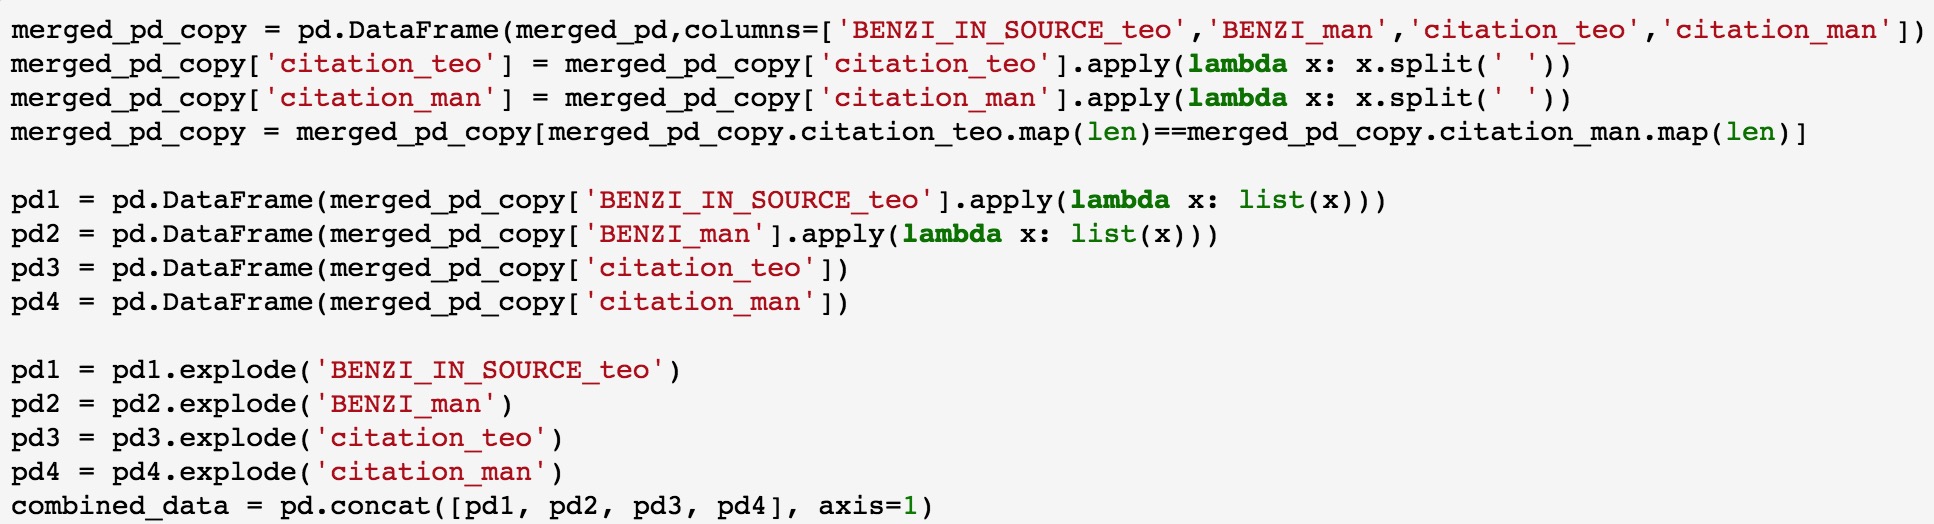 merged_pd_copy = pd.DataFrame(merged_pd,columns=['BENZI_IN_SOURCE_teo','BENZI_man','citation_teo','citation_man'])
merged_pd_copy['citation_teo'] = merged_pd_copy['citation_teo'].apply(lambda x: x.split(' '))
merged_pd_copy['citation_man'] = merged_pd_copy['citation_man'].apply(lambda x: x.split(' '))
merged_pd_copy = merged_pd_copy[merged_pd_copy.citation_teo.map(len)==merged_pd_copy.citation_man.map(len)]

pd1 = pd.DataFrame(merged_pd_copy['BENZI_IN_SOURCE_teo'].apply(lambda x: list(x)))
pd2 = pd.DataFrame(merged_pd_copy['BENZI_man'].apply(lambda x: list(x)))
pd3 = pd.DataFrame(merged_pd_copy['citation_teo'])
pd4 = pd.DataFrame(merged_pd_copy['citation_man'])

pd1 = pd1.explode('BENZI_IN_SOURCE_teo')
pd2 = pd2.explode('BENZI_man')
pd3 = pd3.explode('citation_teo')
pd4 = pd4.explode('citation_man')
combined_data = pd.concat([pd1, pd2, pd3, pd4], axis=1)